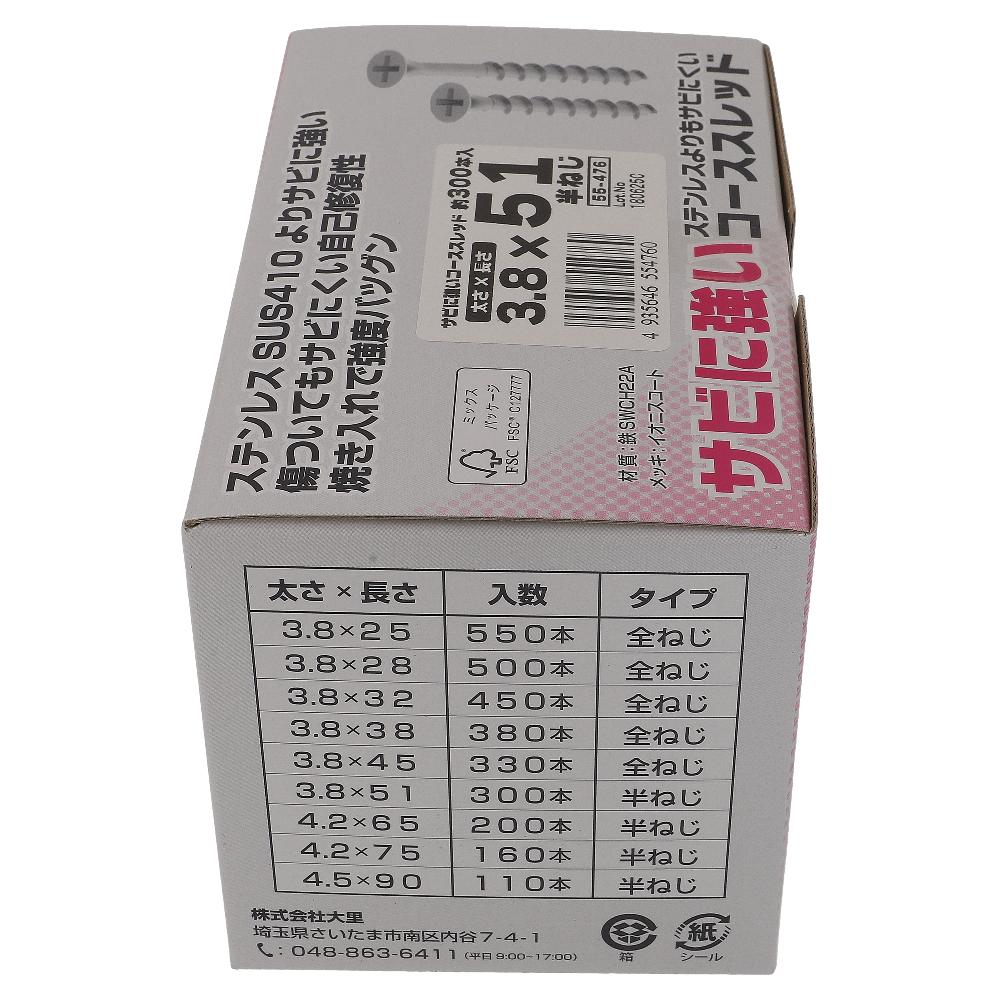 ステンレスSUS410よりサビに強い
傷ついてもサビにくい自己修復性
焼き入れで強度バツグン
サビに強いコーススレッド 約300本入
太さ×長さ
3.8×51
半ねじ
55-476
Lot.No
180625C
4 935646 554760
ミックス
パッケージ
FSC® C127777
FSC
材質:鉄SWCH22A
メッキ:イオニスコート
ステンレスよりもサビにくい
サビに強い
コーススレッド
太さ×長さ 入数 タイプ
3.8×25 550本 全ねじ
3.8×28 500本 全ねじ
3.8×32 450本 全ねじ
3.8×38 380本 全ねじ
3.8×45 330本 全ねじ
3.8×51 300本 半ねじ
4.2×65 200本 半ねじ
4.2×75 160本 半ねじ
4.5×90 110本 半ねじ
株式会社大里
埼玉県さいたま市南区内谷7-4-1
:048-863-6411(平日9:00~17:00)
箱
紙
シール